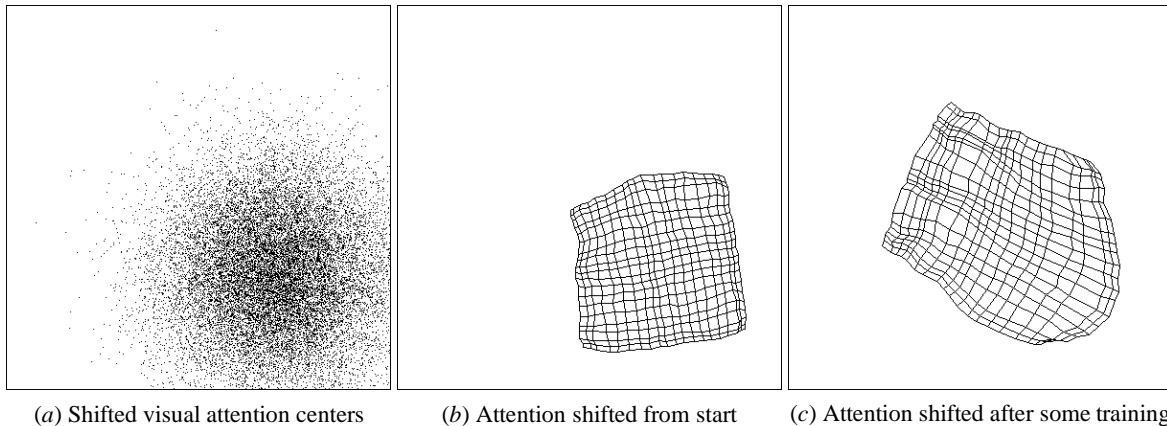 (a) Shifted visual attention centers
(b) Attention shifted from start
(c) Attention shifted after some training